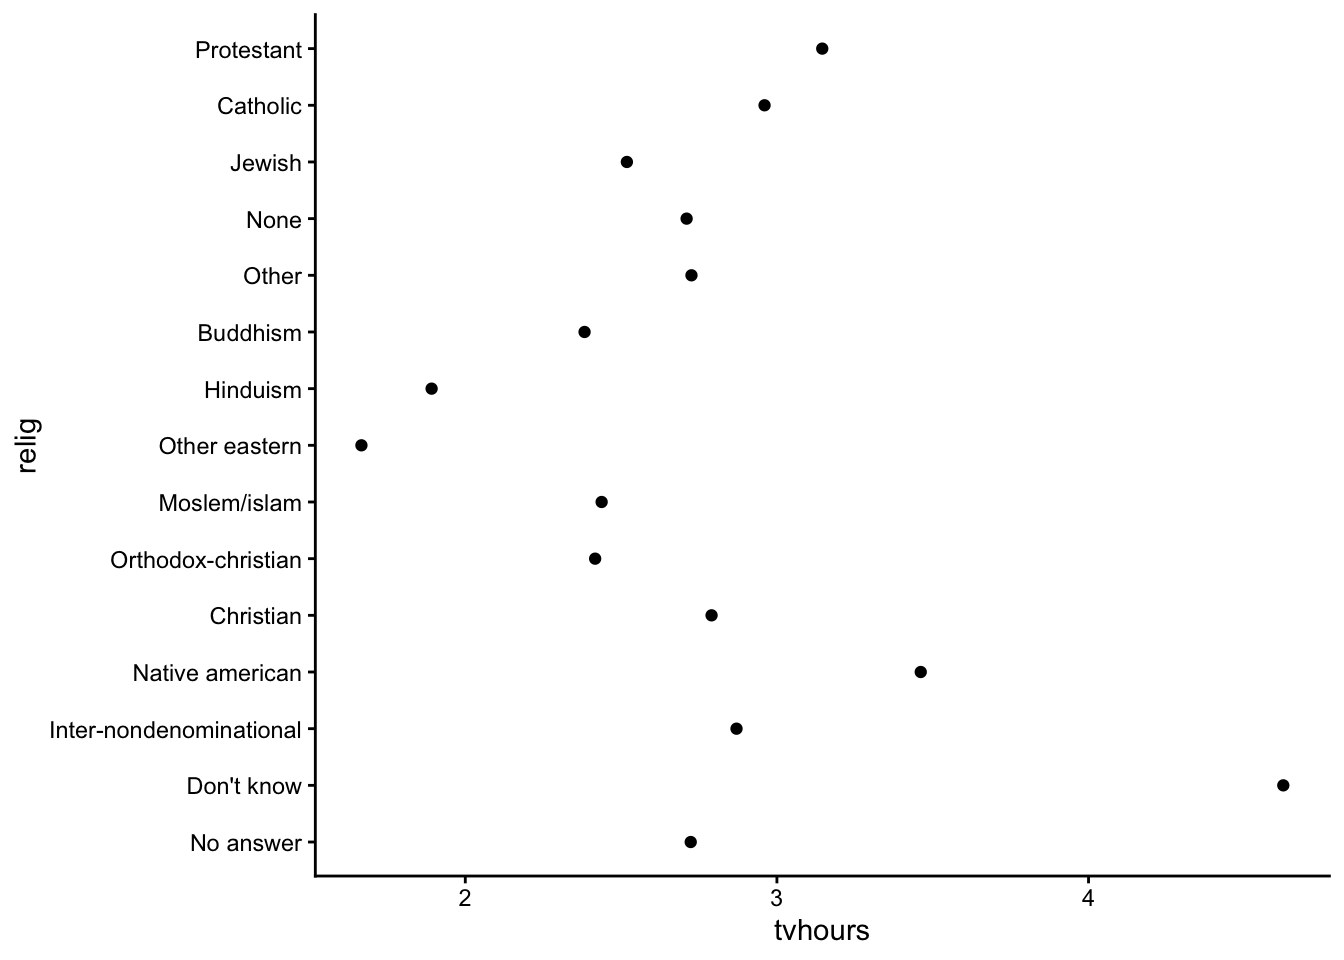 Protestant
Catholic
Jewish
None
Other
Buddhism
Hinduism
Other eastern
Moslem/islam
Orthodox-christian
Christian
Native american
Inter-nondenominational
Don't know
No answer
relig
2 3 4
tvhours